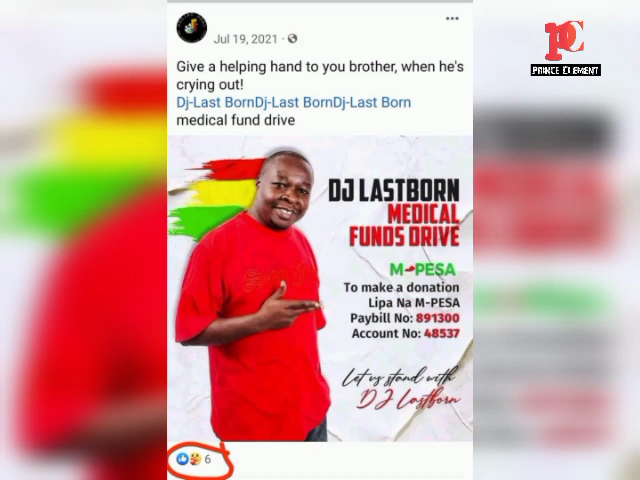 Jul 19, 2021 ·
PC
PRINCE CLEMENT
Give a helping hand to you brother, when he's
crying out!
Dj-Last BornDj-Last BornDj-Last Born
medical fund drive
DJ LASTBORN
MEDICAL
FUNDS DRIVE
M-PESA
To make a donation
Lipa Na M-PESA
Paybill No: 891300
Account No: 48537
Let us stand with
DJ Lastborn
6